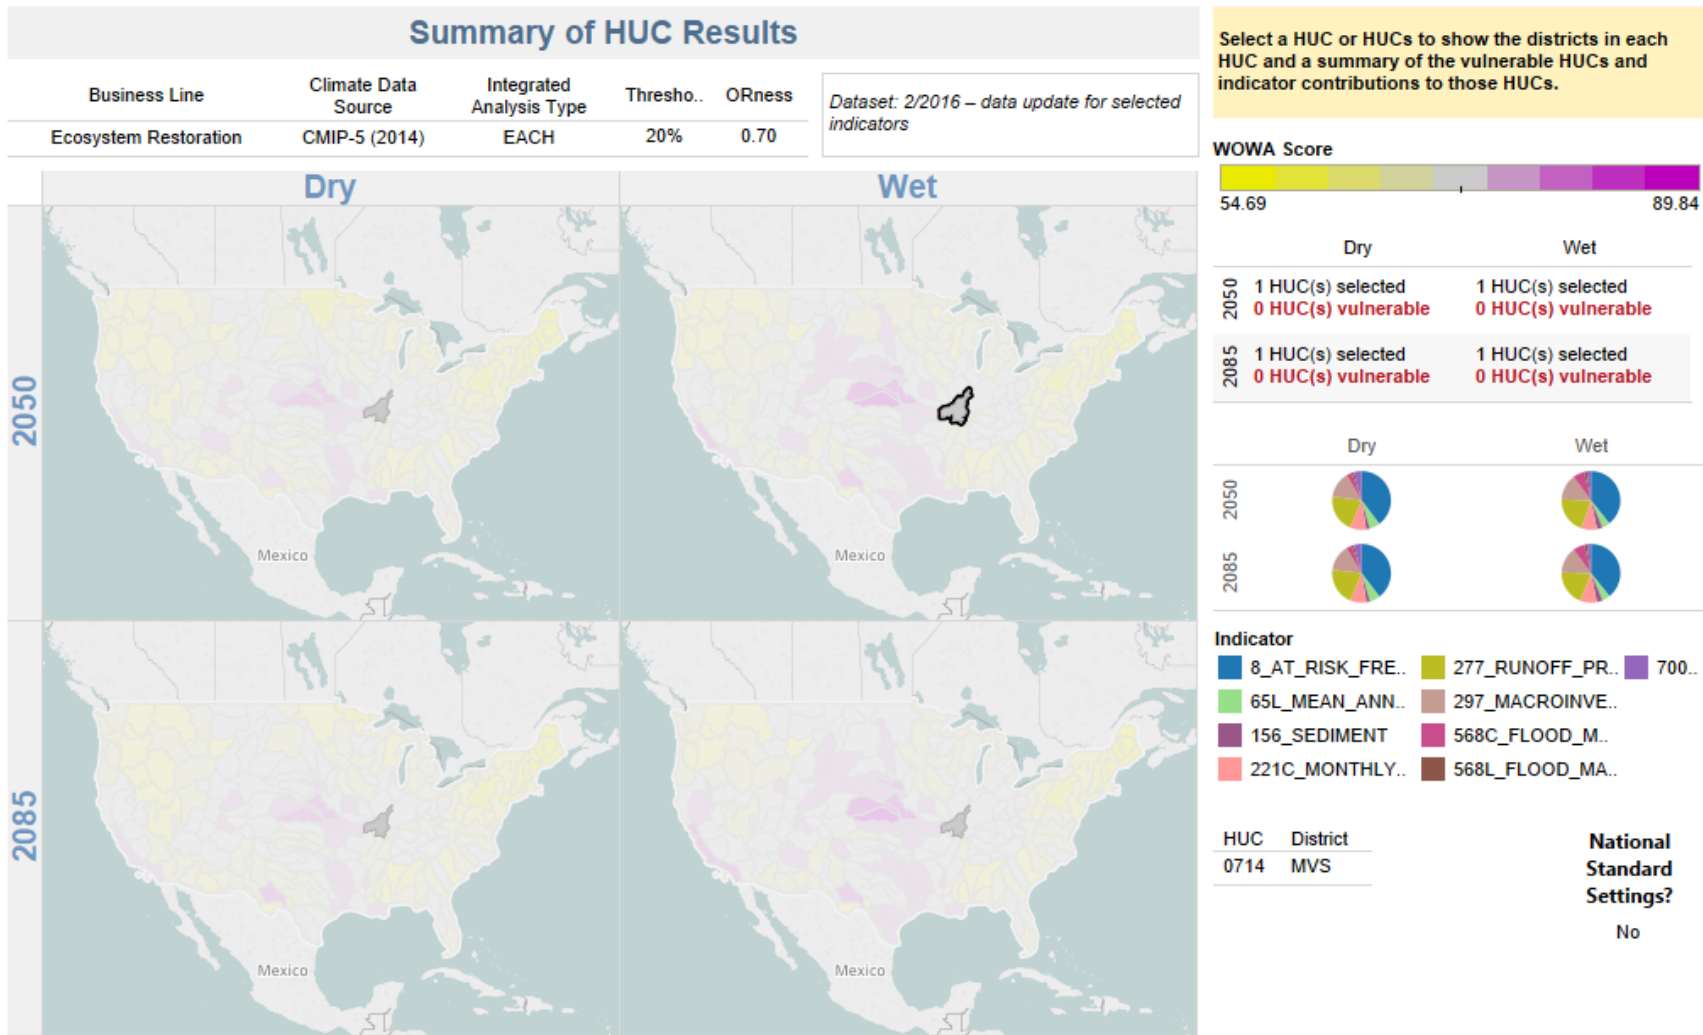 Summary of HUC Results
Business Line
Climate Data
Source
Integrated
Analysis Type
Thresho..
ORness
Ecosystem Restoration
CMIP-5 (2014)
EACH
20%
0.70
Dataset: 2/2016 – data update for selected
indicators
Dry
Wet
2050
Mexico
Mexico
2085
Mexico
Mexico
Select a HUC or HUCs to show the districts in each
HUC and a summary of the vulnerable HUCs and
indicator contributions to those HUCs.
WOWA Score
54.69
89.84
Dry
Wet
2050
1 HUC(s) selected
0 HUC(s) vulnerable
1 HUC(s) selected
0 HUC(s) vulnerable
2085
1 HUC(s) selected
0 HUC(s) vulnerable
1 HUC(s) selected
0 HUC(s) vulnerable
Dry
Wet
2050
2085
Indicator
8_AT_RISK_FRE..
277_RUNOFF_PR..
700..
65L_MEAN_ANN..
297_MACROINVE..
156_SEDIMENT
568C_FLOOD_M..
221C_MONTHLY..
568L_FLOOD_MA..
HUC
District
0714
MVS
National
Standard
Settings?
No